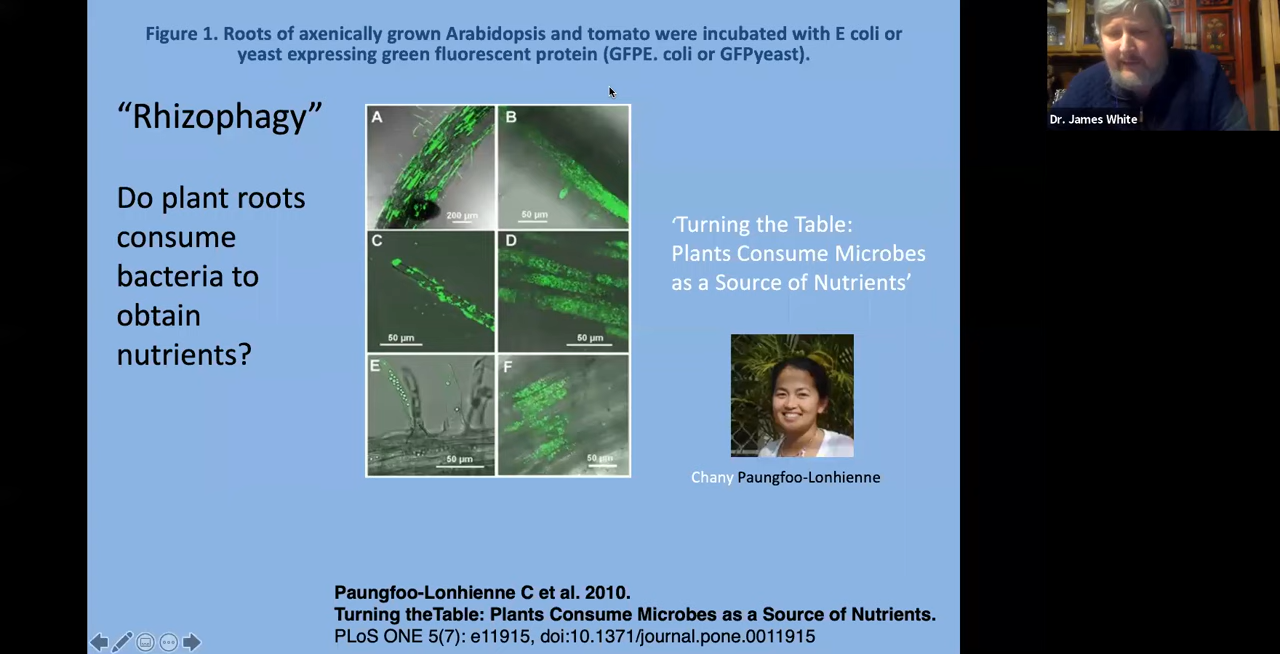 Figure 1. Roots of axenically grown Arabidopsis and tomato were incubated with E coli or
yeast expressing green fluorescent protein (GFPE. coli or GFPyeast).
“Rhizophagy”
Do plant roots
consume
bacteria to
obtain
nutrients?
A
200 µm
B
50 µm
C
50 µm
D
50 µm
E
50 µm
F
50 µm
‘Turning the Table:
Plants Consume Microbes
as a Source of Nutrients’
Chany Paungfoo-Lonhienne
Paungfoo-Lonhienne C et al. 2010.
Turning theTable: Plants Consume Microbes as a Source of Nutrients.
PLoS ONE 5(7): e11915, doi:10.1371/journal.pone.0011915
Dr. James White